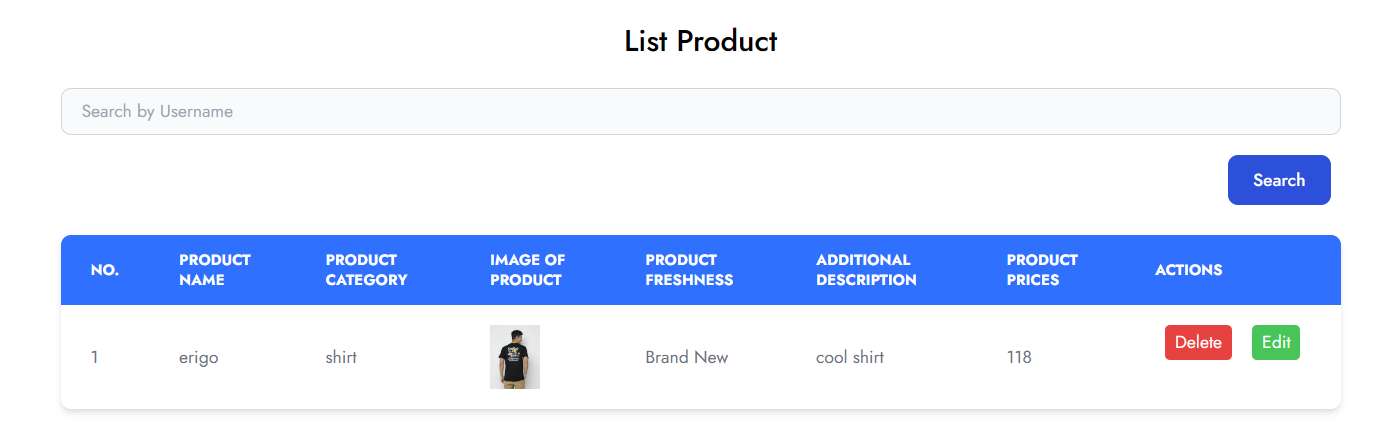 List Product
Search by Username
Search
NO. PRODUCT NAME PRODUCT CATEGORY IMAGE OF PRODUCT PRODUCT FRESHNESS ADDITIONAL DESCRIPTION PRODUCT PRICES ACTIONS
1 erigo shirt Brand New cool shirt 118 Delete Edit